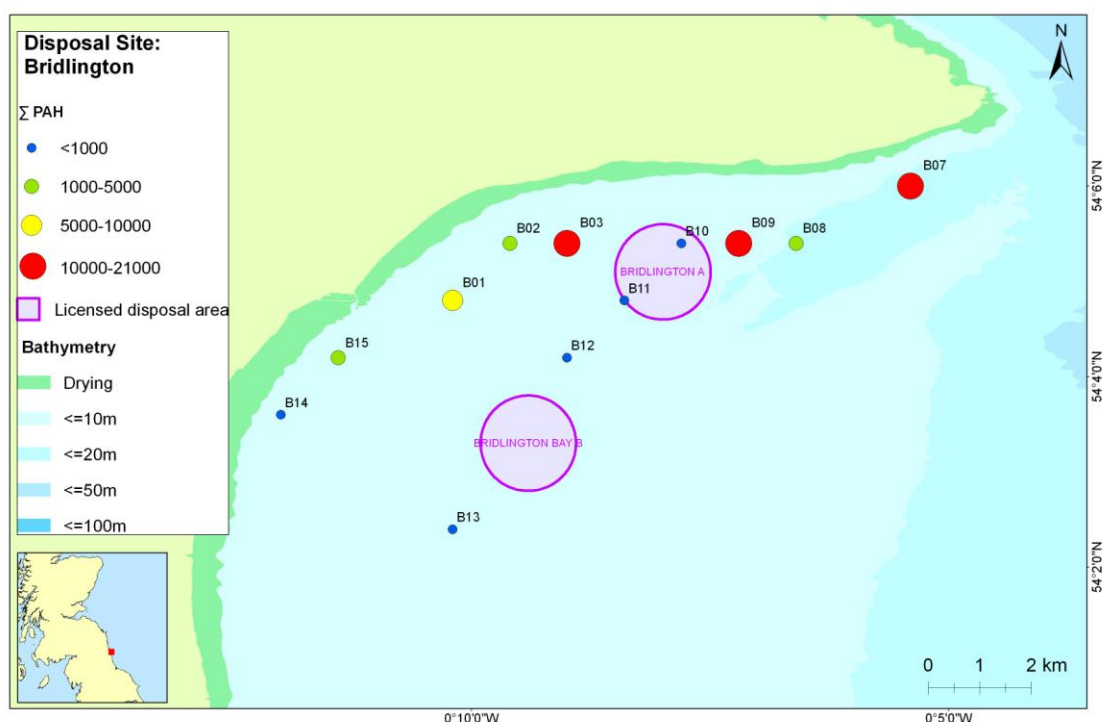 Disposal Site:
Bridlington
∑ PAH
<1000
1000-5000
5000-10000
10000-21000
Licensed disposal area
Bathymetry
Drying
<=10m
<=20m
<=50m
<=100m
N
B07
B02
B03
B10
B09
B08
BRIDLINGTON A
B01
B11
B12
B15
B14
BRIDLINGTON BAY B
B13
54°6'0"N
54°4'0"N
54°2'0"N
0 1 2 km
0°10'0"W
0°5'0"W